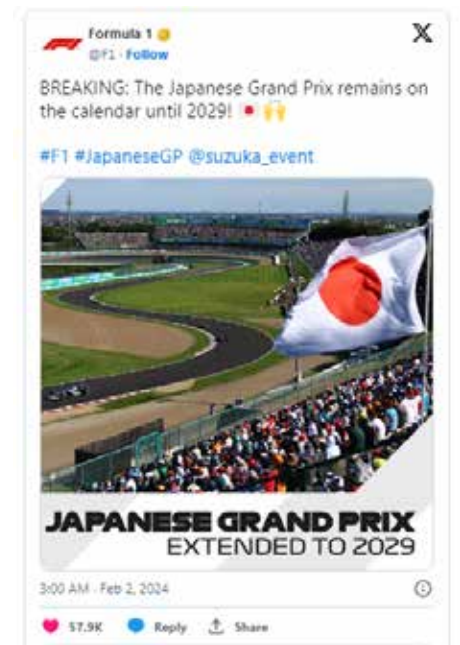 Formula 1
@F1 · Follow
BREAKING: The Japanese Grand Prix remains on
the calendar until 2029!
#F1 #JapaneseGP @suzuka_event
JAPANESE GRAND PRIX
EXTENDED TO 2029
3:00 AM · Feb 2, 2024
57.9K Reply Share